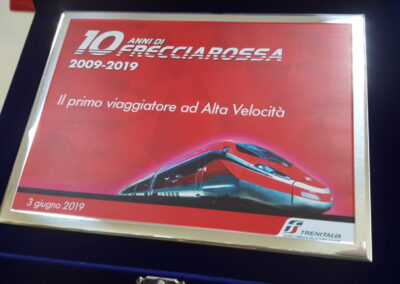 10 ANNI DI
FRECCIAROSSA
2009-2019
Il primo viaggiatore ad Alta Velocità
3 giugno 2019
TRENITALIA